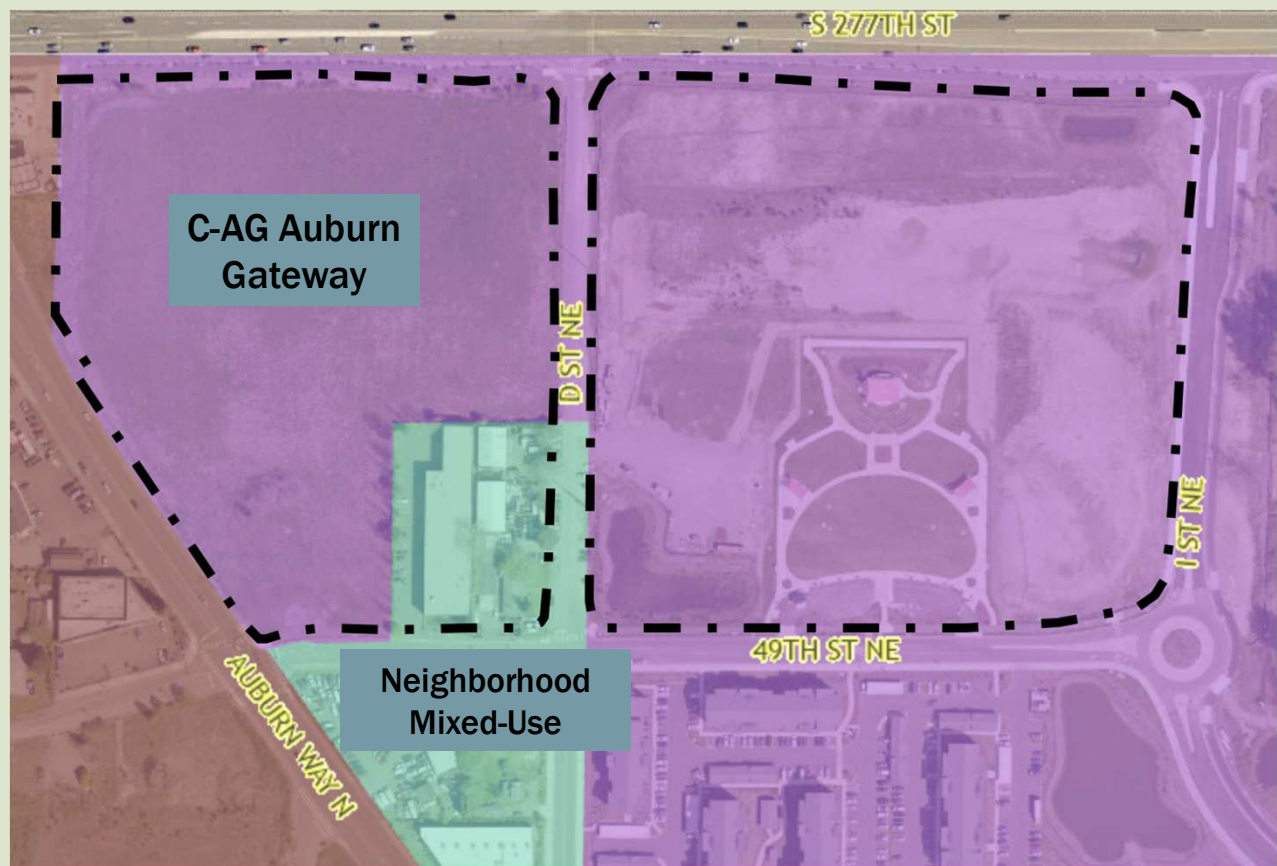 S 277TH ST
C-AG Auburn
Gateway
D ST NE
I ST NE
49TH ST NE
Neighborhood
Mixed-Use
AUBURN WAY N